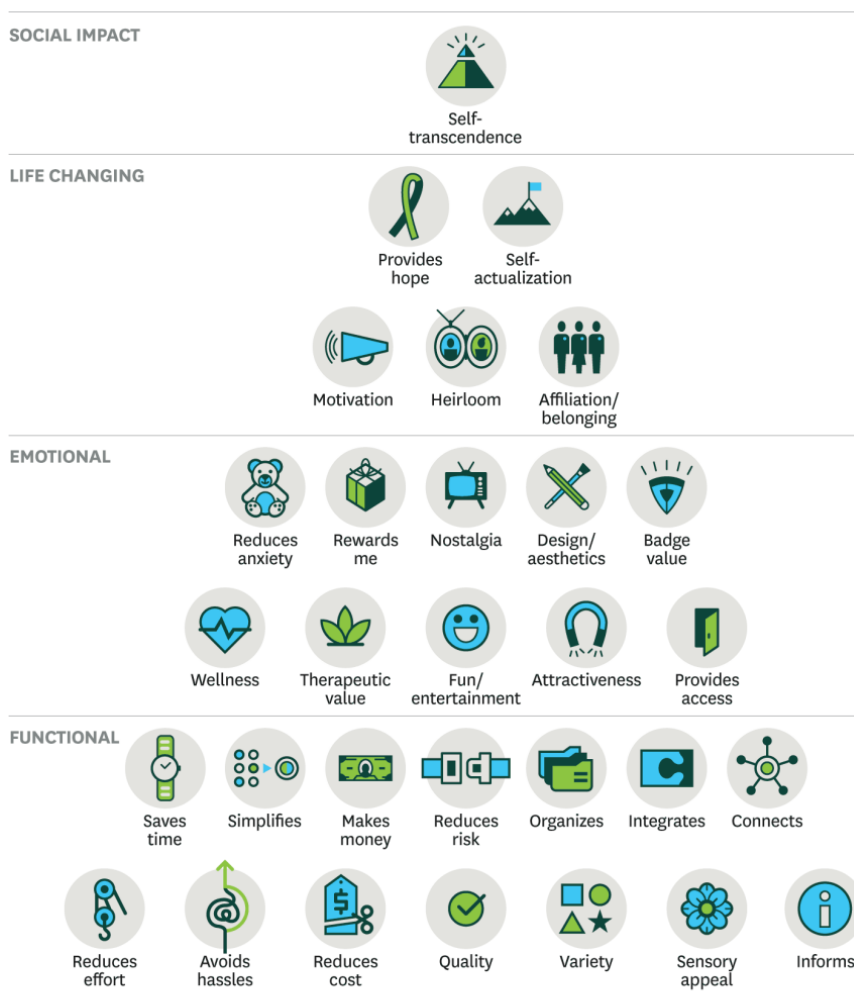 SOCIAL IMPACT
Self-
transcendence
LIFE CHANGING
Provides
hope
Self-
actualization
Motivation
Heirloom
Affiliation/
belonging
EMOTIONAL
Reduces
anxiety
Rewards
me
Nostalgia
Design/
aesthetics
Badge
value
Wellness
Therapeutic
value
Fun/
entertainment
Attractiveness
Provides
access
FUNCTIONAL
Saves
time
Simplifies
Makes
money
Reduces
risk
Organizes
Integrates
Connects
Reduces
effort
Avoids
hassles
$
Reduces
cost
Quality
Variety
Sensory
appeal
i
Informs